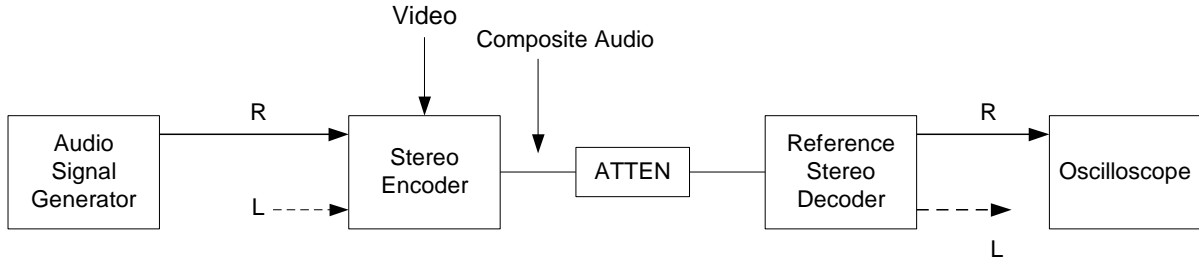 Video
Composite Audio
R
R
Audio
Signal
Generator
Stereo
Encoder
ATTEN
Reference
Stereo
Decoder
Oscilloscope
L
L